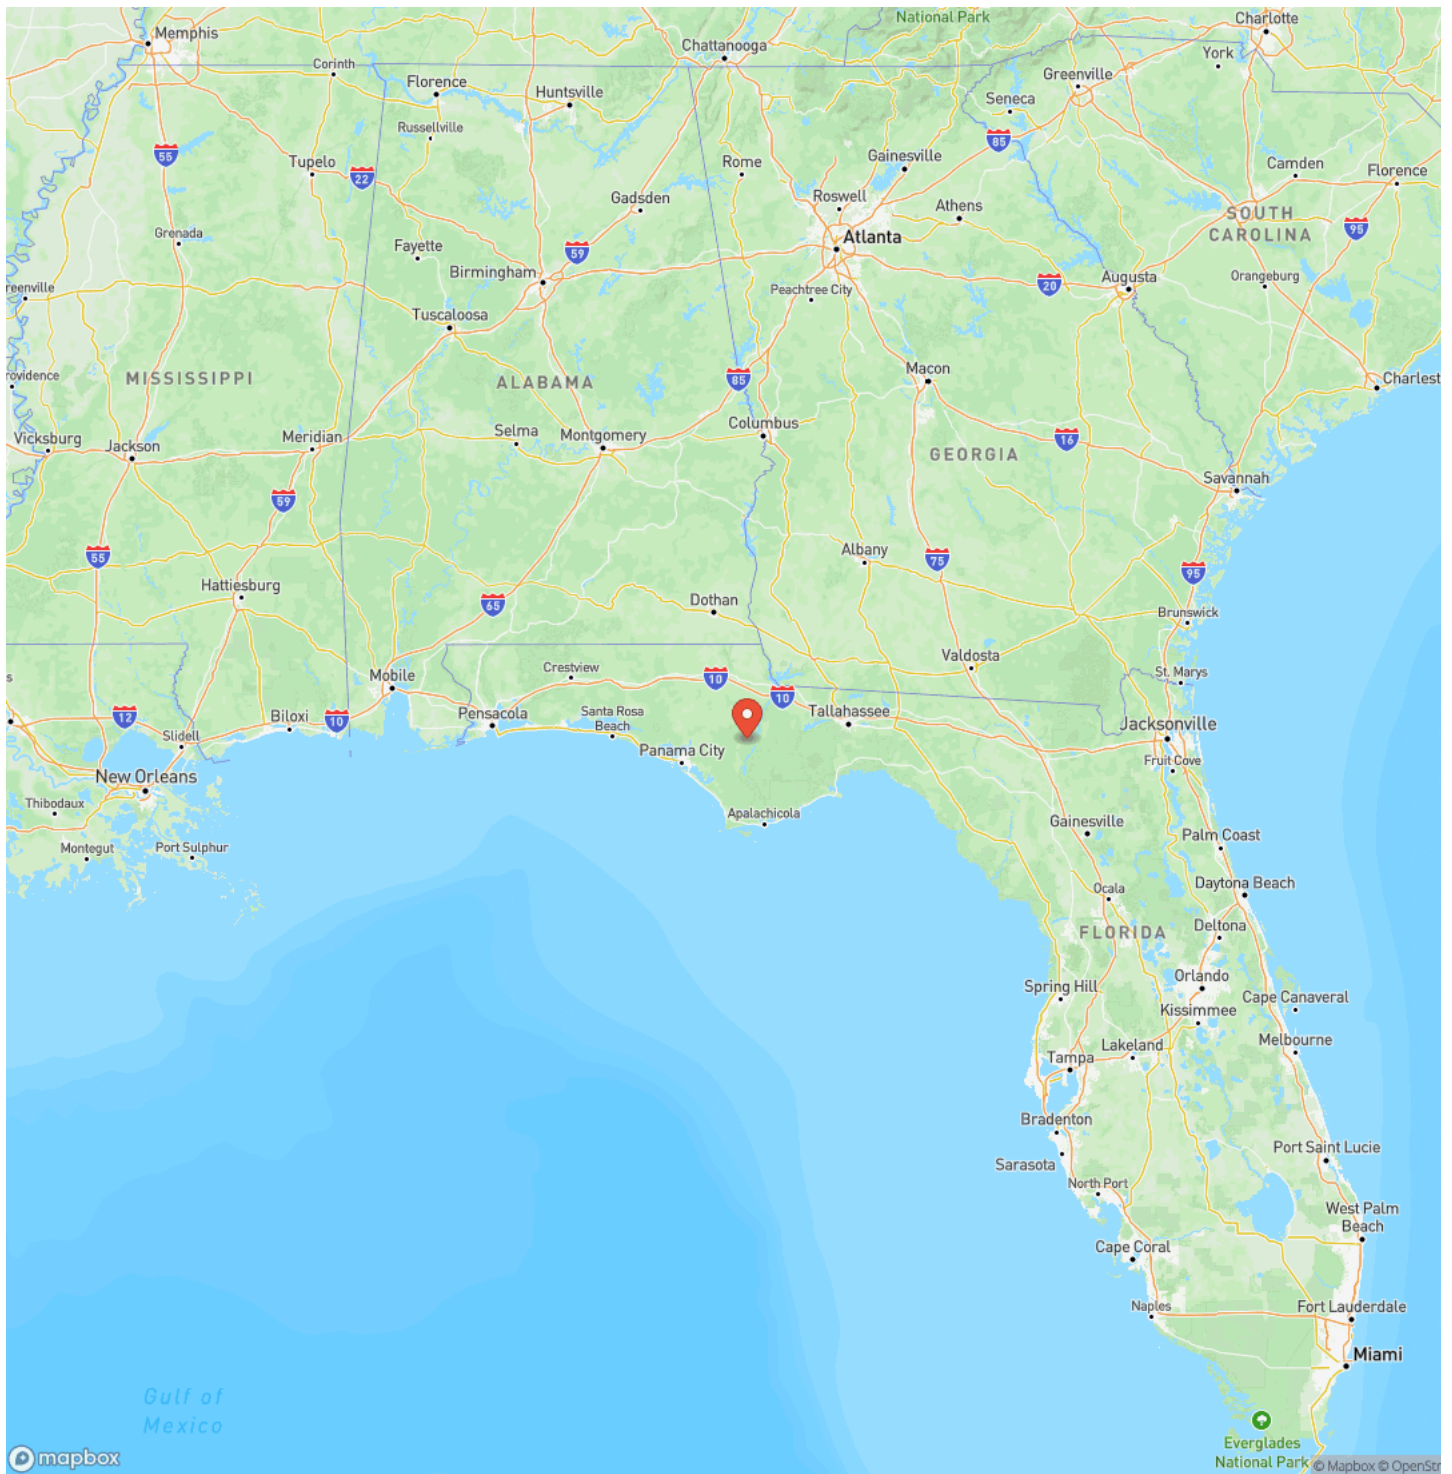 National Park
Charlotte
Memphis
Chattanooga
York
Corinth
Greenville
Florence
Huntsville
Seneca
Russellville
85
55
Tupelo
22
Rome
Gainesville
Camden
Florence
Gadsden
Roswell
Athens
SOUTH
CAROLINA
95
Grenada
Fayette
59
Atlanta
Birmingham
20
Augusta
Orangeburg
reenville
Peachtree City
Tuscaloosa
rovidence
MISSISSIPPI
ALABAMA
85
Macon
Charlest
Vicksburg
Jackson
Meridian
Selma
Montgomery
Columbus
16
GEORGIA
Savannah
59
55
Albany
75
95
Hattiesburg
65
Dothan
Brunswick
Valdosta
s
Mobile
Crestview
10
10
St. Marys
12
Biloxi
10
Pensacola
Santa Rosa
Beach
Tallahassee
Jacksonville
Slidell
Panama City
Fruit Cove
New Orleans
Thibodaux
Apalachicola
Gainesville
Palm Coast
Montegut
Port Sulphur
Ocala
Daytona Beach
FLORIDA
Deltona
Orlando
Spring Hill
Cape Canaveral
Kissimmee
Lakeland
Melbourne
Tampa
Bradenton
Port Saint Lucie
Sarasota
North Port
West Palm
Beach
Cape Coral
Naples
Fort Lauderdale
Miami
Gulf of
Mexico
Everglades
National Park
mapbox
© Mapbox © OpenStr